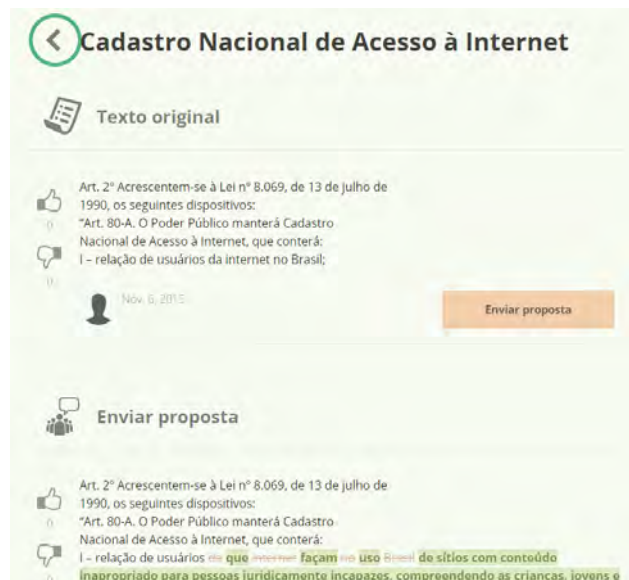 Cadastro Nacional de Acesso à Internet
Texto original
Art. 2º Acrescentem-se à Lei nº 8.069, de 13 de julho de
1990, os seguintes dispositivos:
"Art. 80-A. O Poder Público manterá Cadastro
Nacional de Acesso à Internet, que conterá:
I – relação de usuários da internet no Brasil;
0
0
Nov. 6, 2015
Enviar proposta
Enviar proposta
Art. 2º Acrescentem-se à Lei nº 8.069, de 13 de julho de
1990, os seguintes dispositivos:
"Art. 80-A. O Poder Público manterá Cadastro
Nacional de Acesso à Internet, que conterá:
I – relação de usuários da que internet façam no uso Brasil de sítios com conteúdo
inapropriado para pessoas juridicamente incapazes, compreendendo as crianças, jovens e
0
0